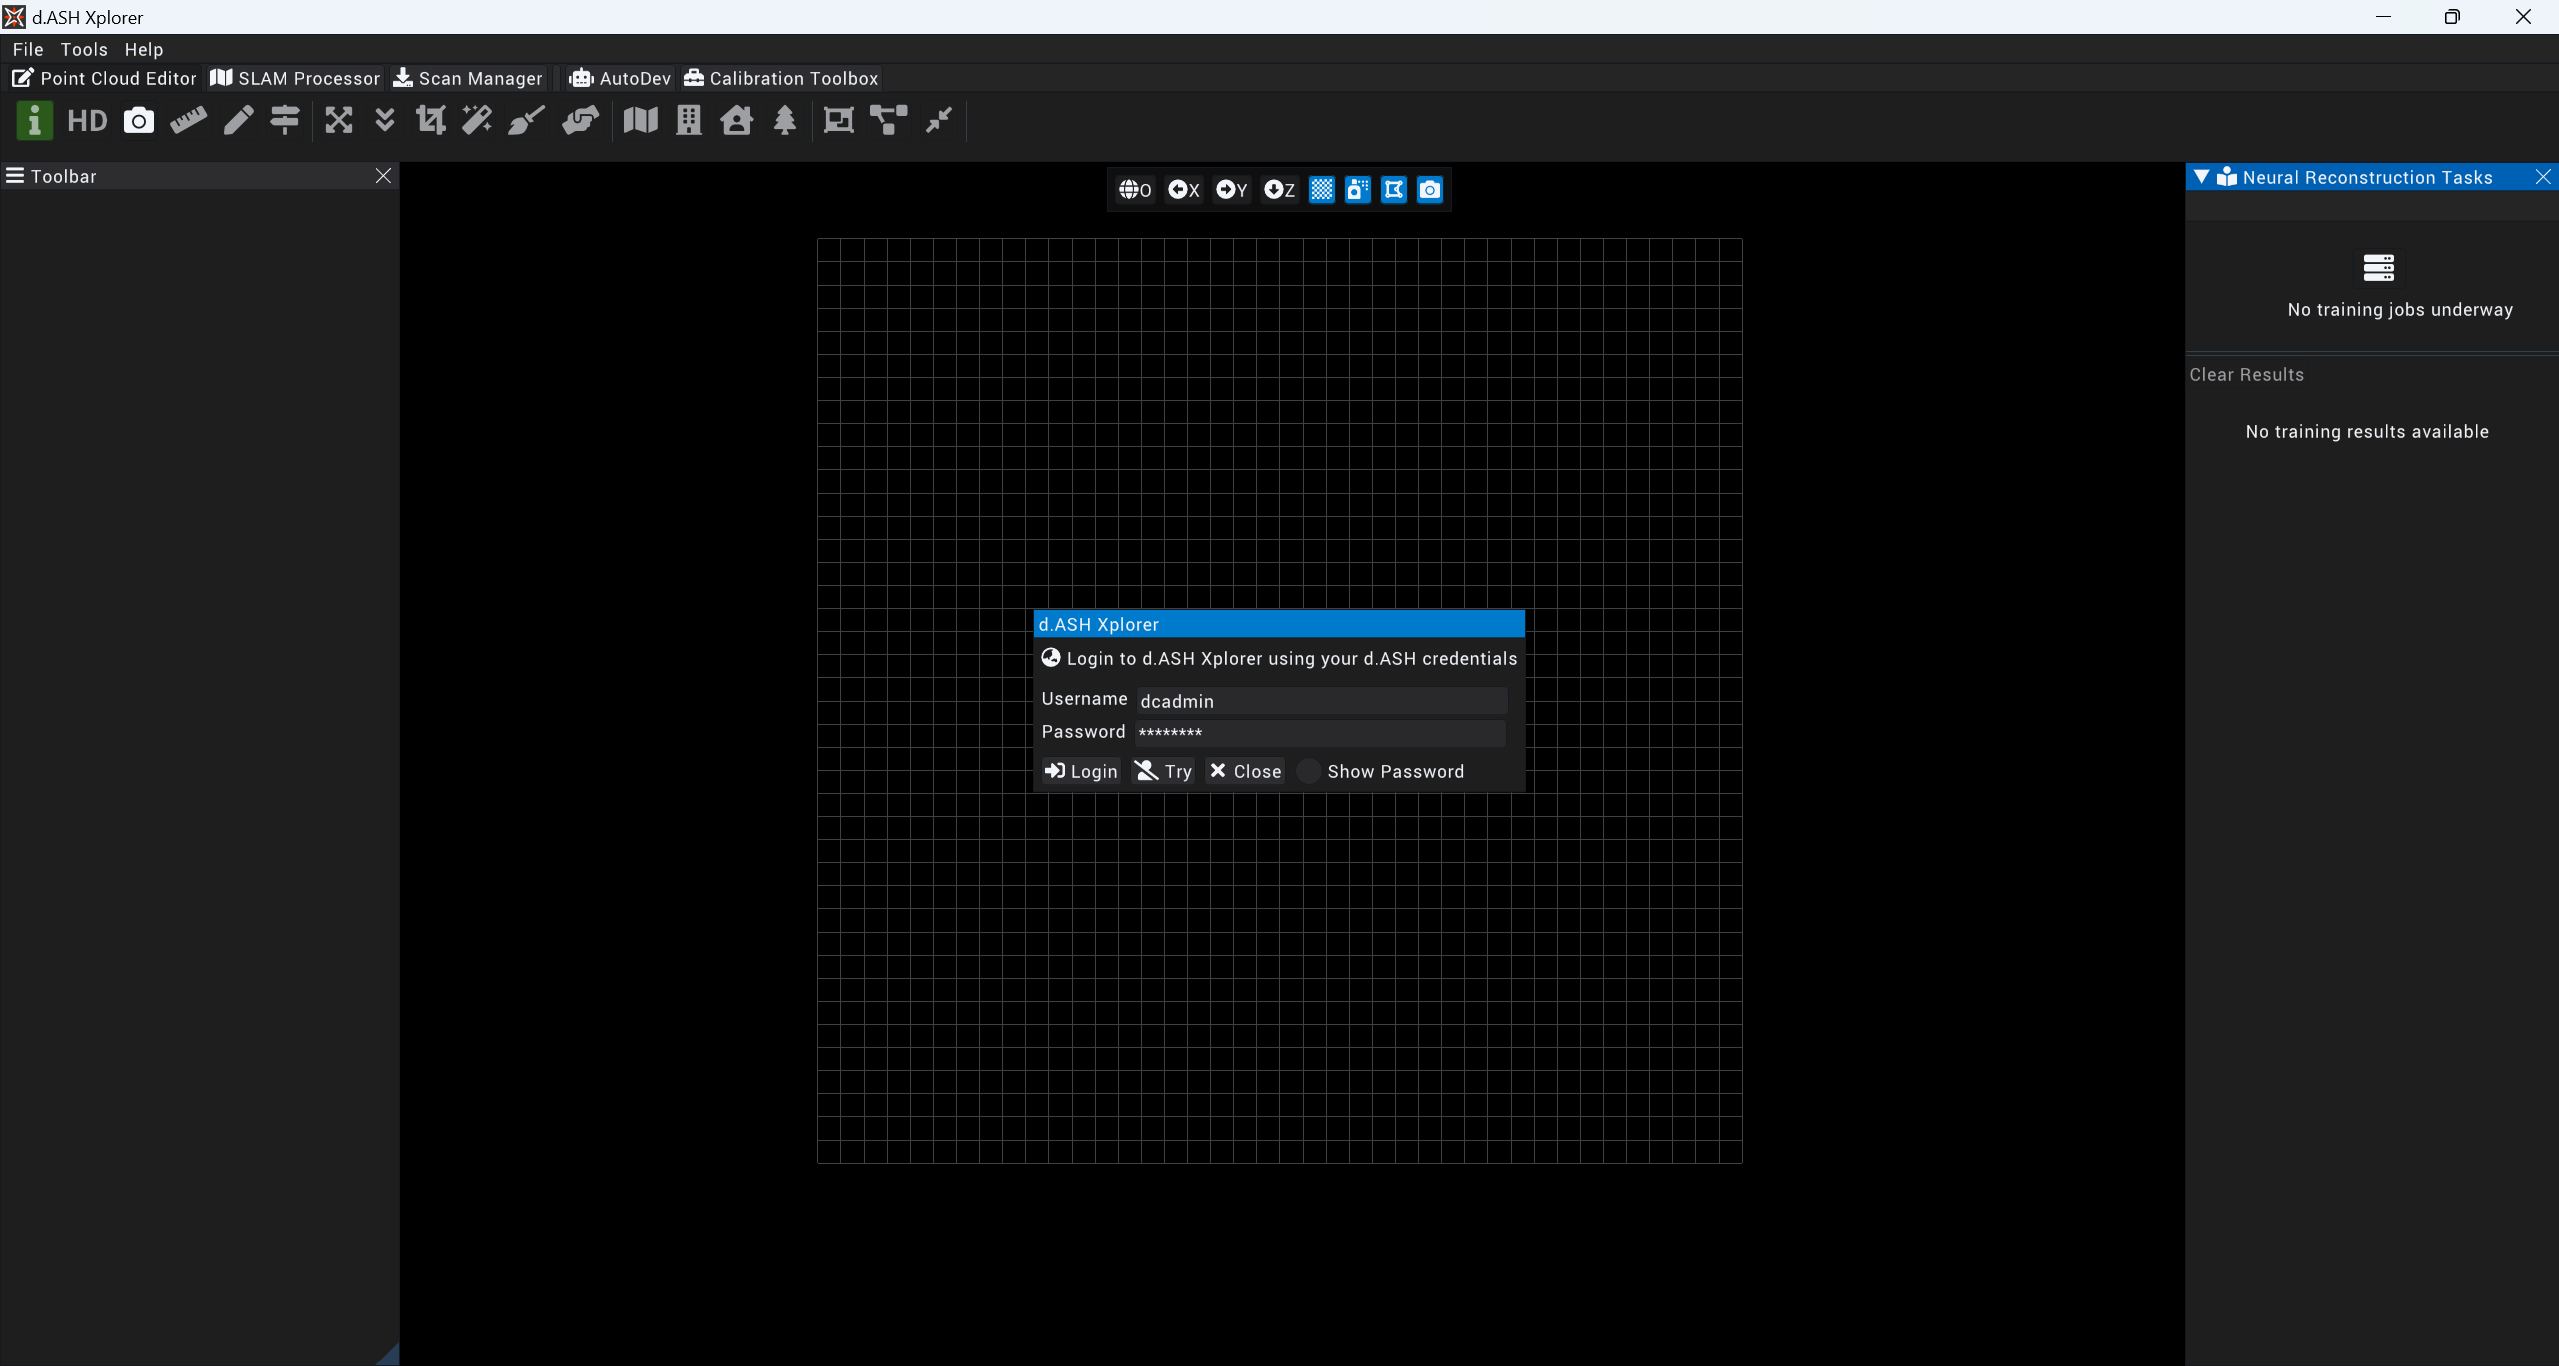 d.ASH Xplorer
File Tools Help
Point Cloud Editor SLAM Processor Scan Manager AutoDev Calibration Toolbox
HD
Toolbar
O X Y Z
Neural Reconstruction Tasks
No training jobs underway
Clear Results
No training results available
d.ASH Xplorer
Login to d.ASH Xplorer using your d.ASH credentials
Username dcadmin
Password ********
Login Try Close Show Password